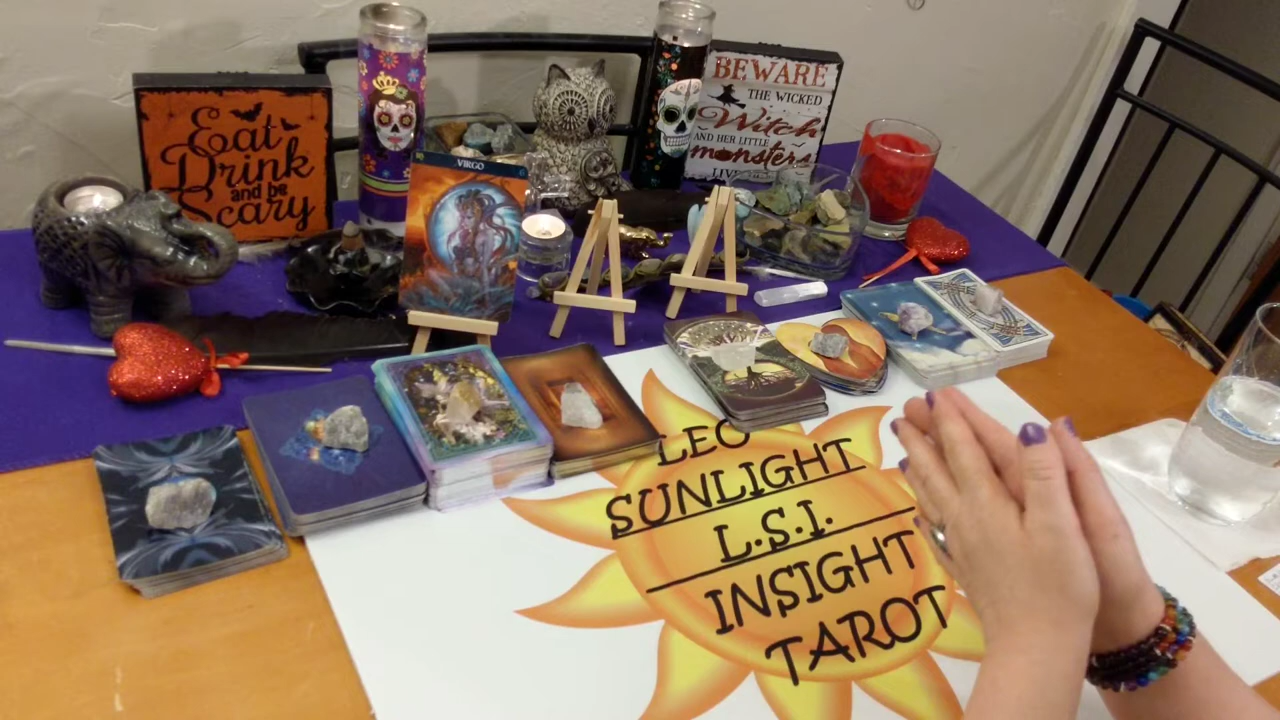 Eat
Drink
and be
Scary
VIRGO
BEWARE
THE WICKED
Witch
AND HER LITTLE
monsters
LEO
SUNLIGHT
L.S.I.
INSIGHT
TAROT